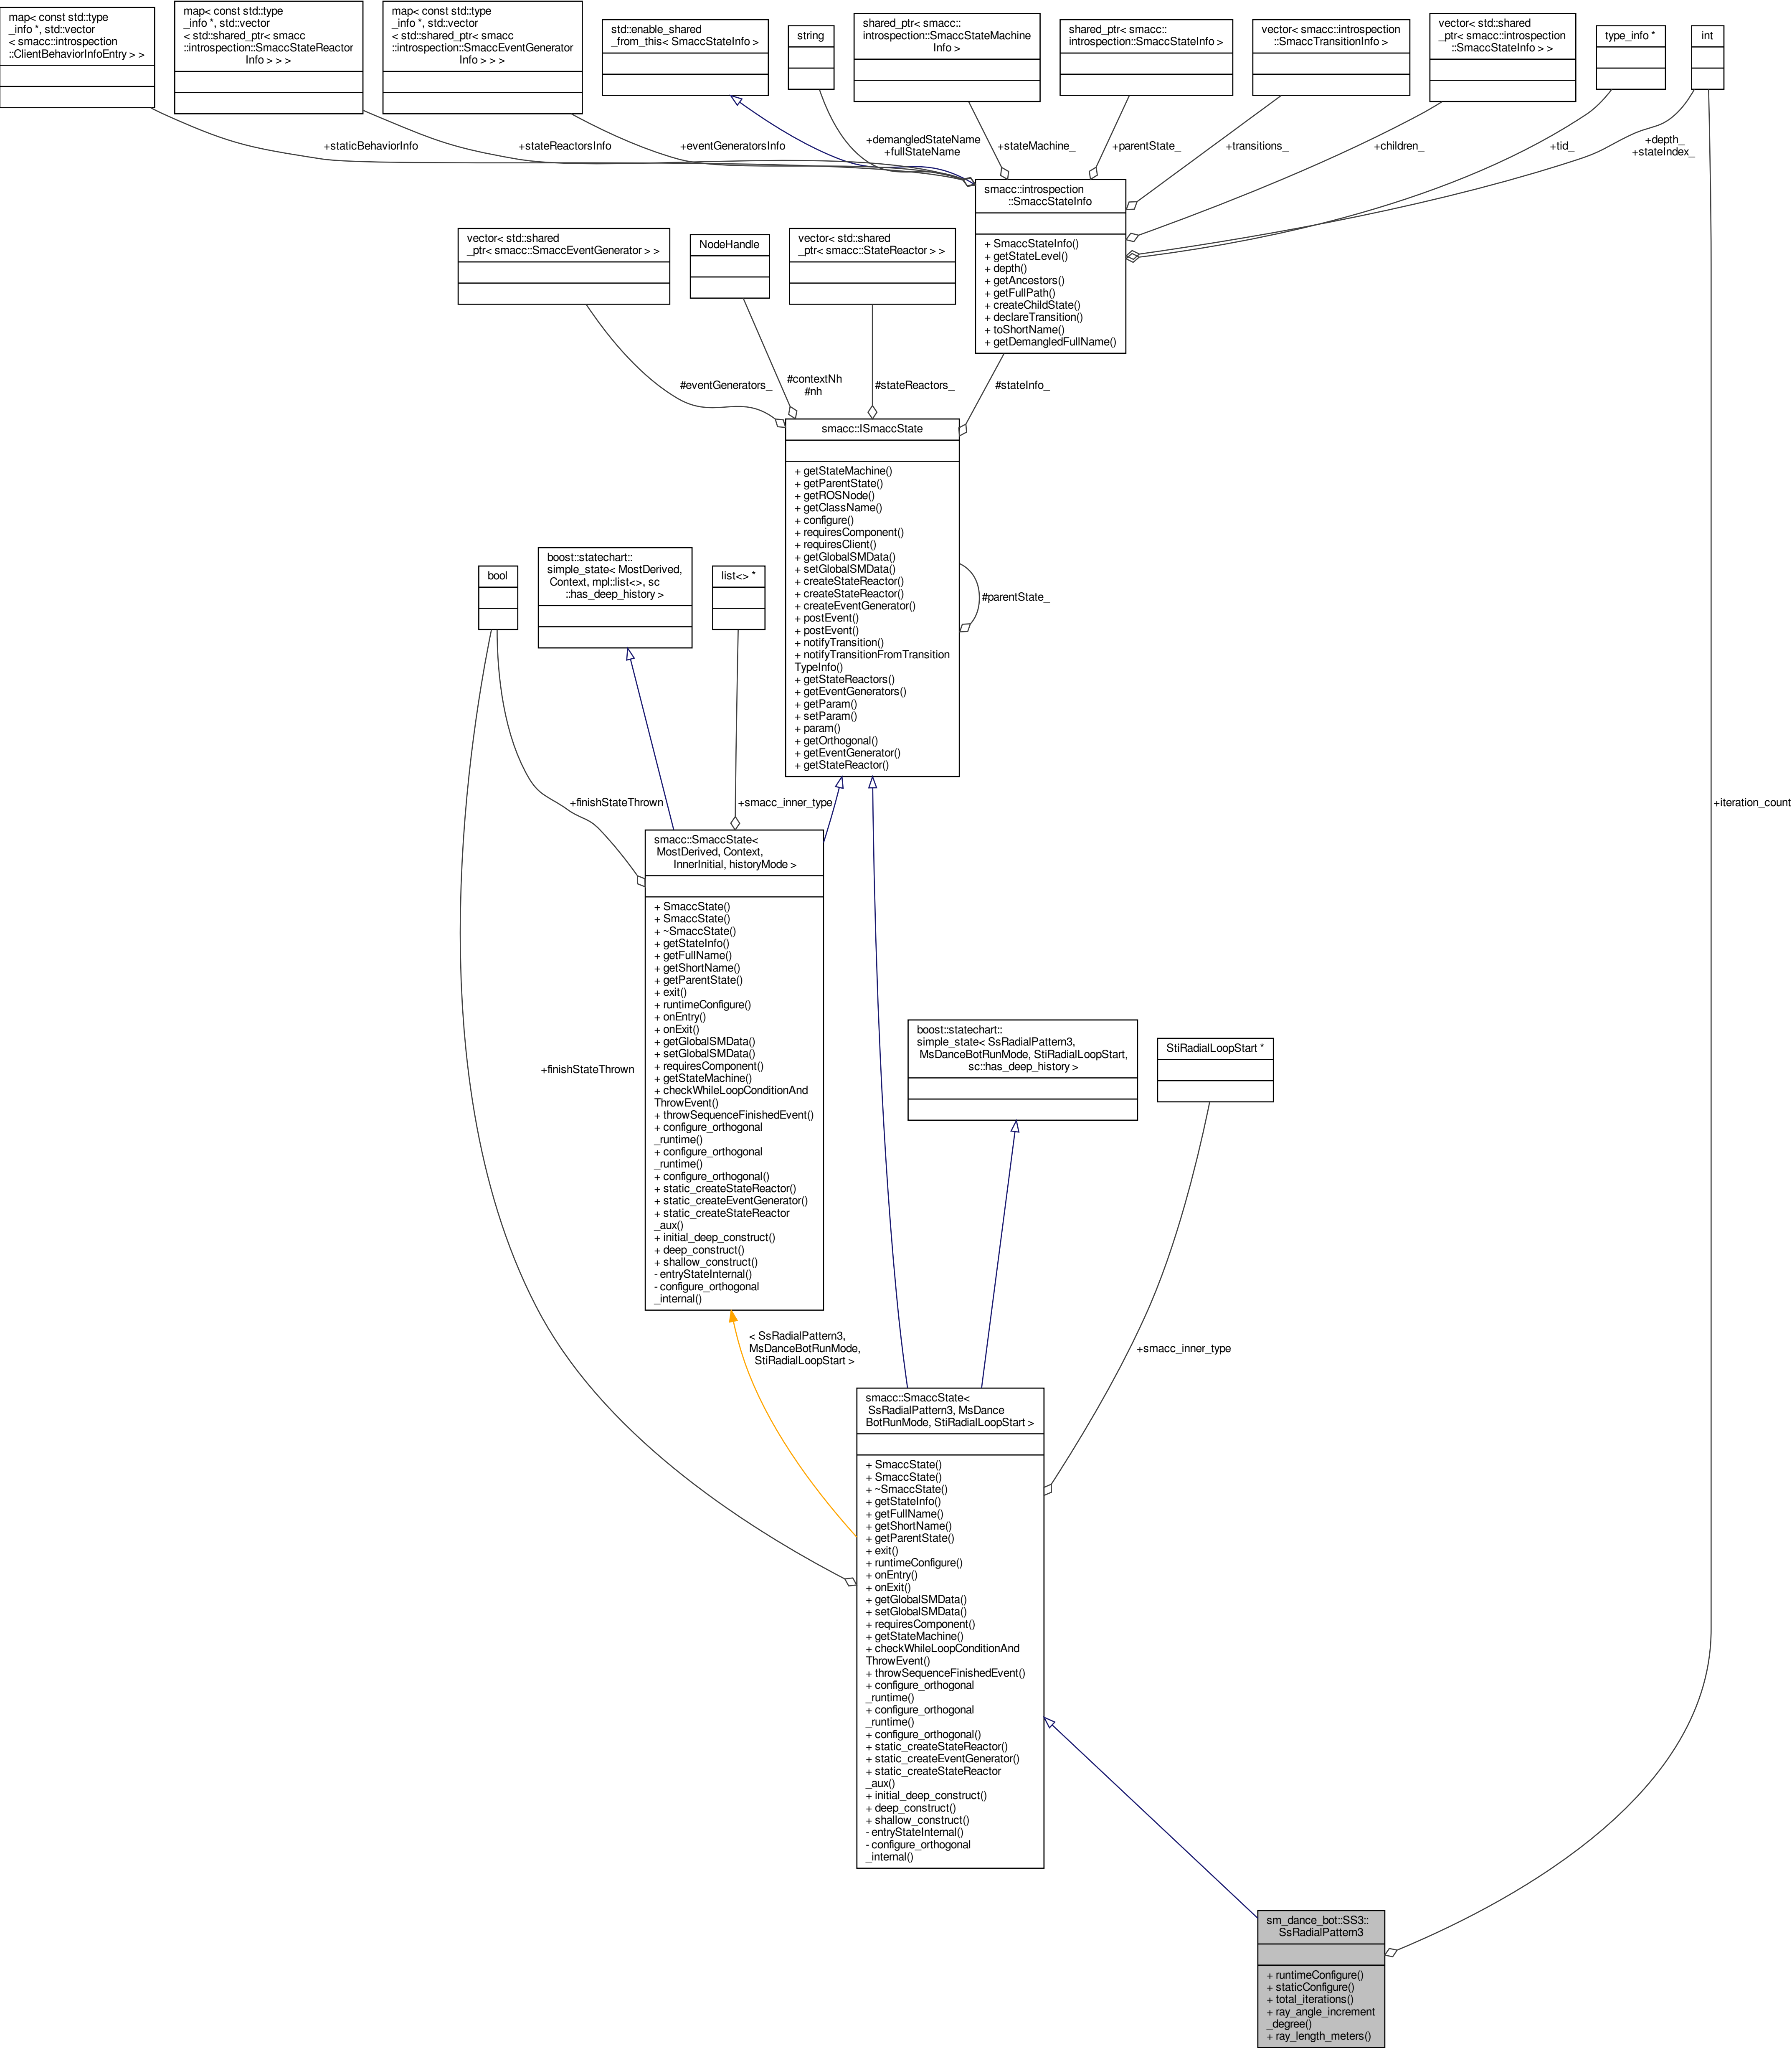 map< const std::type
_info *, std::vector
< smacc::introspection
::ClientBehaviorInfoEntry > >
map< const std::type
_info *, std::vector
< std::shared_ptr< smacc
::introspection::SmaccStateReactor
Info > > >
map< const std::type
_info *, std::vector
< std::shared_ptr< smacc
::introspection::SmaccEventGenerator
Info > > >
std::enable_shared
_from_this< SmaccStateInfo >
string
shared_ptr< smacc::
introspection::SmaccStateMachine
Info >
shared_ptr< smacc::
introspection::SmaccStateInfo >
vector< smacc::introspection
::SmaccTransitionInfo >
vector< std::shared
_ptr< smacc::introspection
::SmaccStateInfo > >
type_info *
int
+staticBehaviorInfo
+stateReactorsInfo
+eventGeneratorsInfo
+demangledStateName
+fullStateName
+stateMachine_
+parentState_
+transitions_
+children_
+tid_
+depth_
+stateIndex_
smacc::introspection
::SmaccStateInfo
+ SmaccStateInfo()
+ getStateLevel()
+ depth()
+ getAncestors()
+ getFullPath()
+ createChildState()
+ declareTransition()
+ toShortName()
+ getDemangledFullName()
vector< std::shared
_ptr< smacc::SmaccEventGenerator > >
NodeHandle
vector< std::shared
_ptr< smacc::StateReactor > >
#eventGenerators_
#contextNh
#nh
#stateReactors_
#stateInfo_
smacc::ISmaccState
+ getStateMachine()
+ getParentState()
+ getROSNode()
+ getClassName()
+ configure()
+ requiresComponent()
+ requiresClient()
+ getGlobalSMData()
+ setGlobalSMData()
+ createStateReactor()
+ createStateReactor()
+ createEventGenerator()
+ postEvent()
+ postEvent()
+ notifyTransition()
+ notifyTransitionFromTransition
TypeInfo()
+ getStateReactors()
+ getEventGenerators()
+ getParam()
+ setParam()
+ param()
+ getOrthogonal()
+ getEventGenerator()
+ getStateReactor()
#parentState_
bool
boost::statechart::
simple_state< MostDerived,
Context, mpl::list<>, sc
::has_deep_history >
list<> *
+finishStateThrown
+smacc_inner_type
+iteration_count
smacc::SmaccState<
MostDerived, Context,
InnerInitial, historyMode >
+ SmaccState()
+ SmaccState()
+ ~SmaccState()
+ getStateInfo()
+ getFullName()
+ getShortName()
+ getParentState()
+ exit()
+ runtimeConfigure()
+ onEntry()
+ onExit()
+ getGlobalSMData()
+ setGlobalSMData()
+ requiresComponent()
+ getStateMachine()
+ checkWhileLoopConditionAnd
ThrowEvent()
+ throwSequenceFinishedEvent()
+ configure_orthogonal
_runtime()
+ configure_orthogonal
_runtime()
+ configure_orthogonal()
+ static_createStateReactor()
+ static_createEventGenerator()
+ static_createStateReactor
_aux()
+ initial_deep_construct()
+ deep_construct()
+ shallow_construct()
- entryStateInternal()
- configure_orthogonal
_internal()
+finishStateThrown
boost::statechart::
simple_state< SsRadialPattern3,
MsDanceBotRunMode, StiRadialLoopStart,
sc::has_deep_history >
StiRadialLoopStart *
< SsRadialPattern3,
MsDanceBotRunMode,
StiRadialLoopStart >
+smacc_inner_type
smacc::SmaccState<
SsRadialPattern3, MsDance
BotRunMode, StiRadialLoopStart >
+ SmaccState()
+ SmaccState()
+ ~SmaccState()
+ getStateInfo()
+ getFullName()
+ getShortName()
+ getParentState()
+ exit()
+ runtimeConfigure()
+ onEntry()
+ onExit()
+ getGlobalSMData()
+ setGlobalSMData()
+ requiresComponent()
+ getStateMachine()
+ checkWhileLoopConditionAnd
ThrowEvent()
+ throwSequenceFinishedEvent()
+ configure_orthogonal
_runtime()
+ configure_orthogonal
_runtime()
+ configure_orthogonal()
+ static_createStateReactor()
+ static_createEventGenerator()
+ static_createStateReactor
_aux()
+ initial_deep_construct()
+ deep_construct()
+ shallow_construct()
- entryStateInternal()
- configure_orthogonal
_internal()
sm_dance_bot::SS3::
SsRadialPattern3
+ runtimeConfigure()
+ staticConfigure()
+ total_iterations()
+ ray_angle_increment
_degree()
+ ray_length_meters()